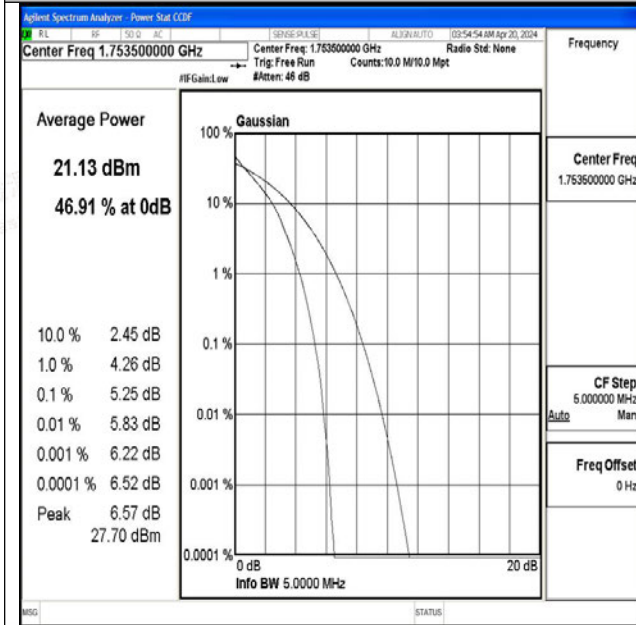 Agilent Spectrum Analyzer - Power Stat CCDF
RL RF 50 Ω AC SENSE:PULSE ALIGN AUTO 03:54:54 AM Apr 20, 2024
Center Freq 1.753500000 GHz
Center Freq: 1.753500000 GHz Radio Std: None
Trig: Free Run Counts:10.0 M/10.0 Mpt
#IFGain:Low #Atten: 46 dB
Frequency
Average Power
21.13 dBm
46.91 % at 0dB
10.0 % 2.45 dB
1.0 % 4.26 dB
0.1 % 5.25 dB
0.01 % 5.83 dB
0.001 % 6.22 dB
0.0001 % 6.52 dB
Peak 6.57 dB
27.70 dBm
Gaussian
100 %
10 %
1 %
0.1 %
0.01 %
0.001 %
0.0001 %
0 dB 20 dB
Info BW 5.0000 MHz
Center Freq
1.753500000 GHz
CF Step
5.000000 MHz
Auto Man
Freq Offset
0 Hz
MSG STATUS